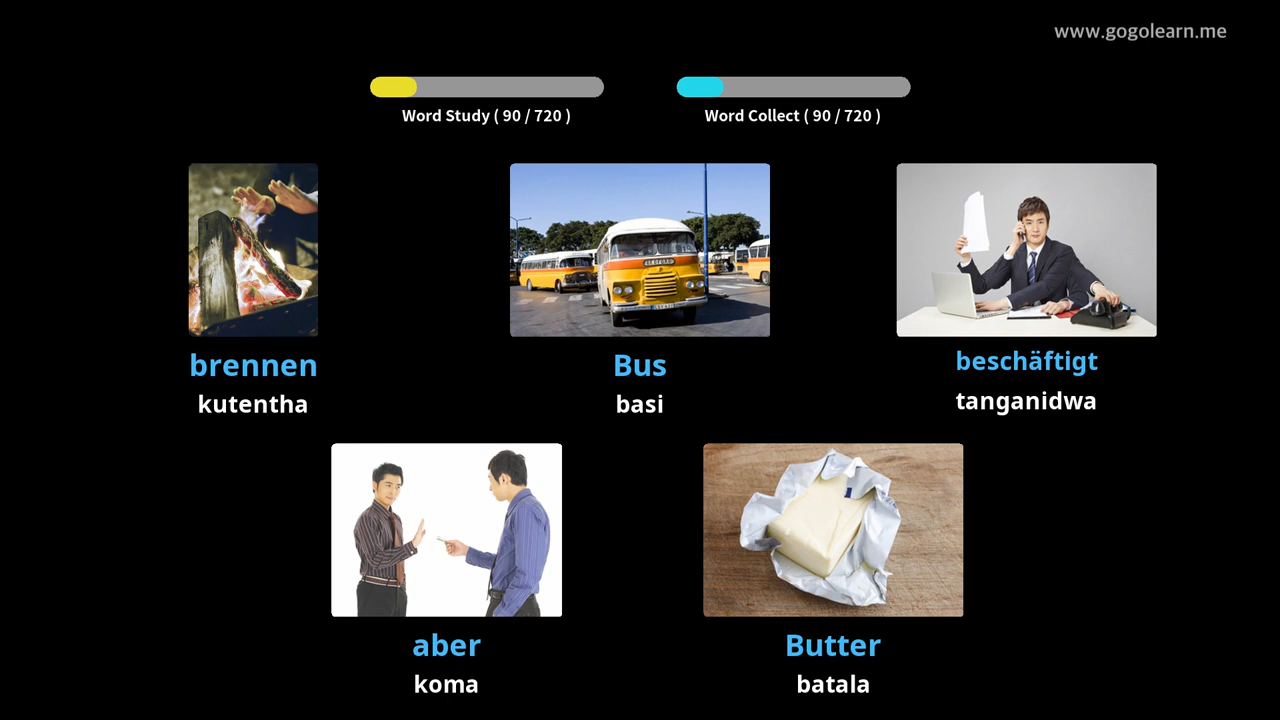 www.gogolearn.me
Word Study ( 90 / 720 )
Word Collect ( 90 / 720 )
brennen
kutentha
Bus
basi
beschäftigt
tanganidwa
aber
koma
Butter
batala